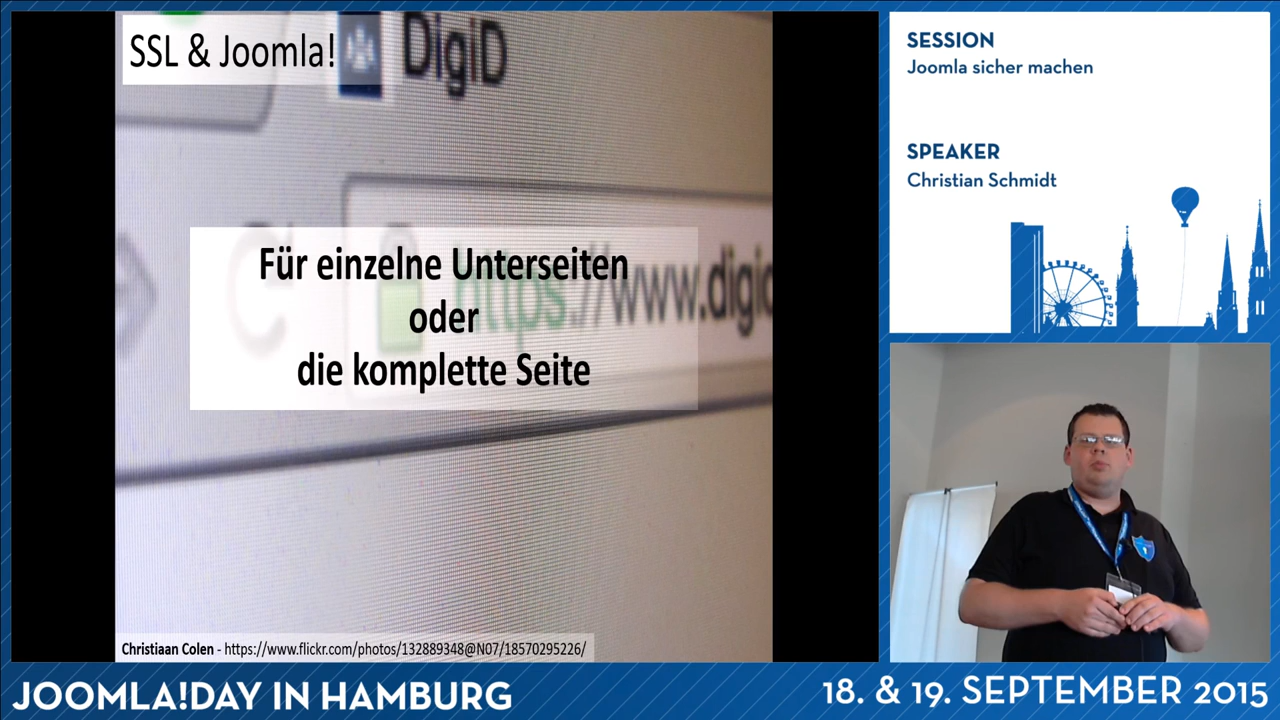 SSL & Joomla!
DigiD
https://www.digid
Für einzelne Unterseiten
oder
die komplette Seite
Christiaan Colen - https://www.flickr.com/photos/132889348@N07/18570295226/
SESSION
Joomla sicher machen
SPEAKER
Christian Schmidt
JOOMLA!DAY IN HAMBURG
18. & 19. SEPTEMBER 2015